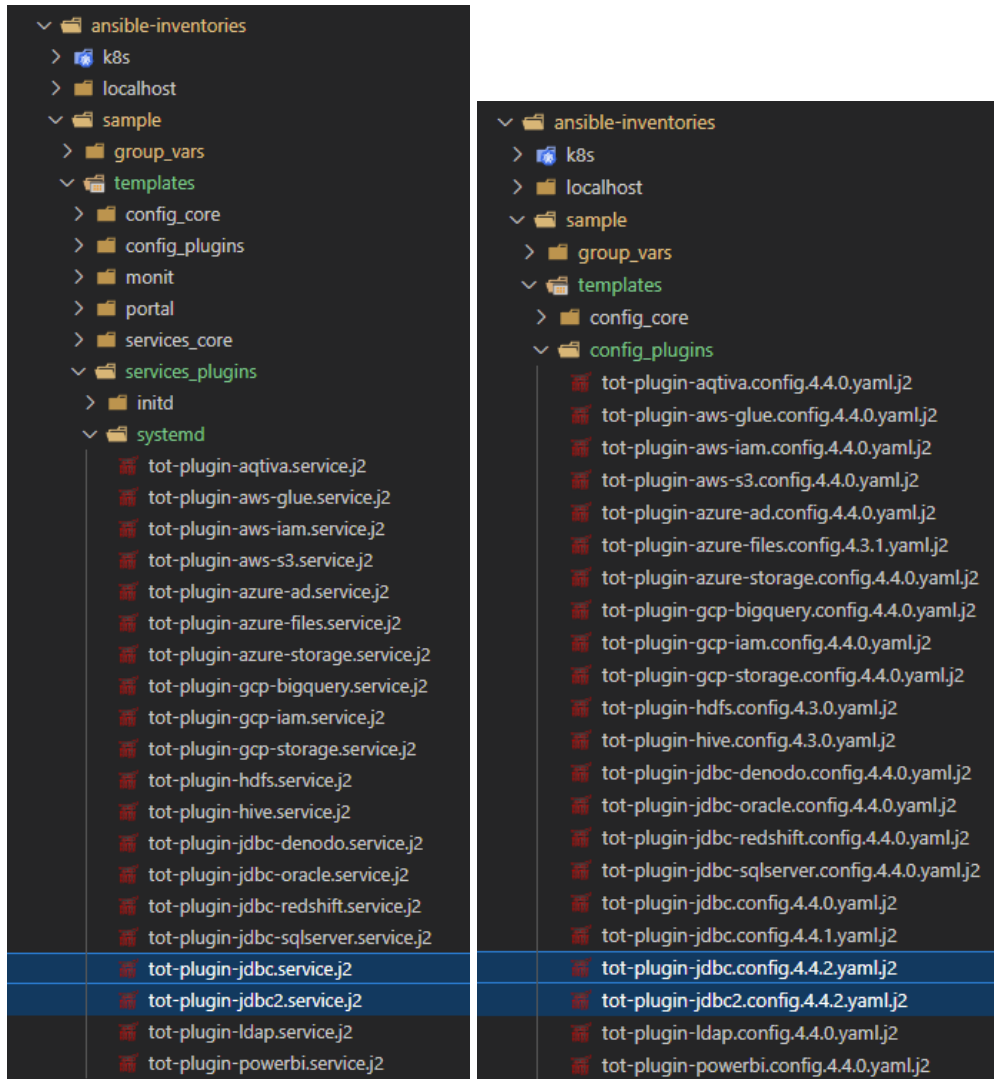 ansible-inventories
k8s
localhost
sample
group_vars
templates
config_core
config_plugins
monit
portal
services_core
services_plugins
initd
systemd
tot-plugin-aqtiva.service.j2
tot-plugin-aws-glue.service.j2
tot-plugin-aws-iam.service.j2
tot-plugin-aws-s3.service.j2
tot-plugin-azure-ad.service.j2
tot-plugin-azure-files.service.j2
tot-plugin-azure-storage.service.j2
tot-plugin-gcp-bigquery.service.j2
tot-plugin-gcp-iam.service.j2
tot-plugin-gcp-storage.service.j2
tot-plugin-hdfs.service.j2
tot-plugin-hive.service.j2
tot-plugin-jdbc-denodo.service.j2
tot-plugin-jdbc-oracle.service.j2
tot-plugin-jdbc-redshift.service.j2
tot-plugin-jdbc-sqlserver.service.j2
tot-plugin-jdbc.service.j2
tot-plugin-jdbc2.service.j2
tot-plugin-ldap.service.j2
tot-plugin-powerbi.service.j2
ansible-inventories
k8s
localhost
sample
group_vars
templates
config_core
config_plugins
tot-plugin-aqtiva.config.4.4.0.yaml.j2
tot-plugin-aws-glue.config.4.4.0.yaml.j2
tot-plugin-aws-iam.config.4.4.0.yaml.j2
tot-plugin-aws-s3.config.4.4.0.yaml.j2
tot-plugin-azure-ad.config.4.4.0.yaml.j2
tot-plugin-azure-files.config.4.3.1.yaml.j2
tot-plugin-azure-storage.config.4.4.0.yaml.j2
tot-plugin-gcp-bigquery.config.4.4.0.yaml.j2
tot-plugin-gcp-iam.config.4.4.0.yaml.j2
tot-plugin-gcp-storage.config.4.4.0.yaml.j2
tot-plugin-hdfs.config.4.3.0.yaml.j2
tot-plugin-hive.config.4.3.0.yaml.j2
tot-plugin-jdbc-denodo.config.4.4.0.yaml.j2
tot-plugin-jdbc-oracle.config.4.4.0.yaml.j2
tot-plugin-jdbc-redshift.config.4.4.0.yaml.j2
tot-plugin-jdbc-sqlserver.config.4.4.0.yaml.j2
tot-plugin-jdbc.config.4.4.0.yaml.j2
tot-plugin-jdbc.config.4.4.1.yaml.j2
tot-plugin-jdbc.config.4.4.2.yaml.j2
tot-plugin-jdbc2.config.4.4.2.yaml.j2
tot-plugin-ldap.config.4.4.0.yaml.j2
tot-plugin-powerbi.config.4.4.0.yaml.j2